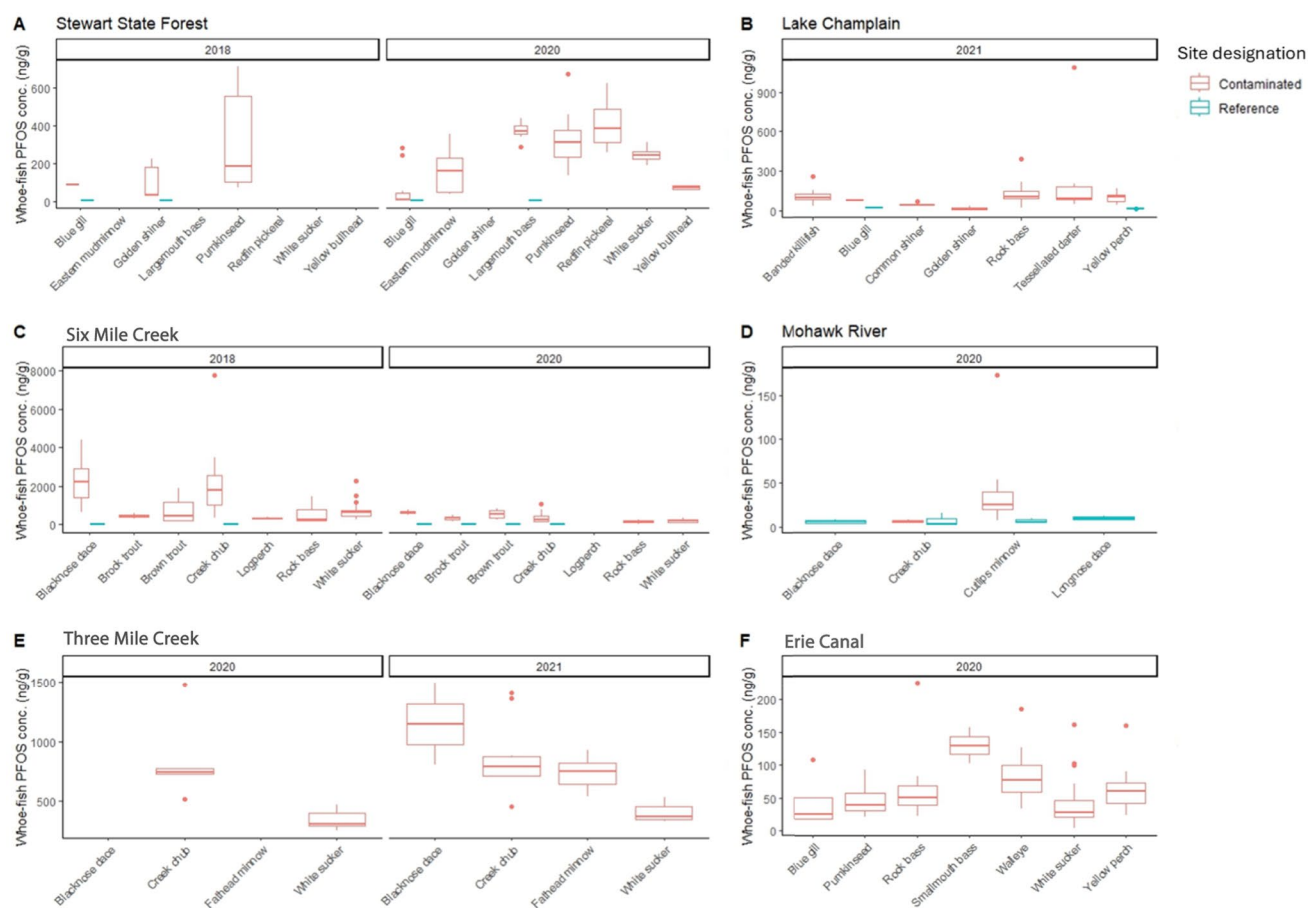 A Stewart State Forest
Whoe-fish PFOS conc. (ng/g)
2018
2020
600
400
200
0
Blue gill
Eastern mudminnow
Golden shiner
Largemouth bass
Pumkinseed
Redfin pickerel
White sucker
Yellow bullhead
Blue gill
Eastern mudminnow
Golden shiner
Largemouth bass
Pumkinseed
Redfin pickerel
White sucker
Yellow bullhead
B Lake Champlain
Whoe-fish PFOS conc. (ng/g)
2021
900
600
300
0
Banded killifish
Blue gill
Common shiner
Golden shiner
Rock bass
Tessellated darter
Yellow perch
Site designation
Contaminated
Reference
C Six Mile Creek
Whoe-fish PFOS conc. (ng/g)
2018
2020
8000
6000
4000
2000
0
Blacknose dace
Brock trout
Brown trout
Creek chub
Logperch
Rock bass
White sucker
Blacknose dace
Brock trout
Brown trout
Creek chub
Logperch
Rock bass
White sucker
D Mohawk River
Whoe-fish PFOS conc. (ng/g)
2020
150
100
50
0
Blacknose dace
Creek chub
Cutlips minnow
Longnose dace
E Three Mile Creek
Whoe-fish PFOS conc. (ng/g)
2020
2021
1500
1000
500
Blacknose dace
Creek chub
Fathead minnow
White sucker
Blacknose dace
Creek chub
Fathead minnow
White sucker
F Erie Canal
Whoe-fish PFOS conc. (ng/g)
2020
200
150
100
50
0
Blue gill
Pumkinseed
Rock bass
Smallmouth bass
Walleye
White sucker
Yellow perch